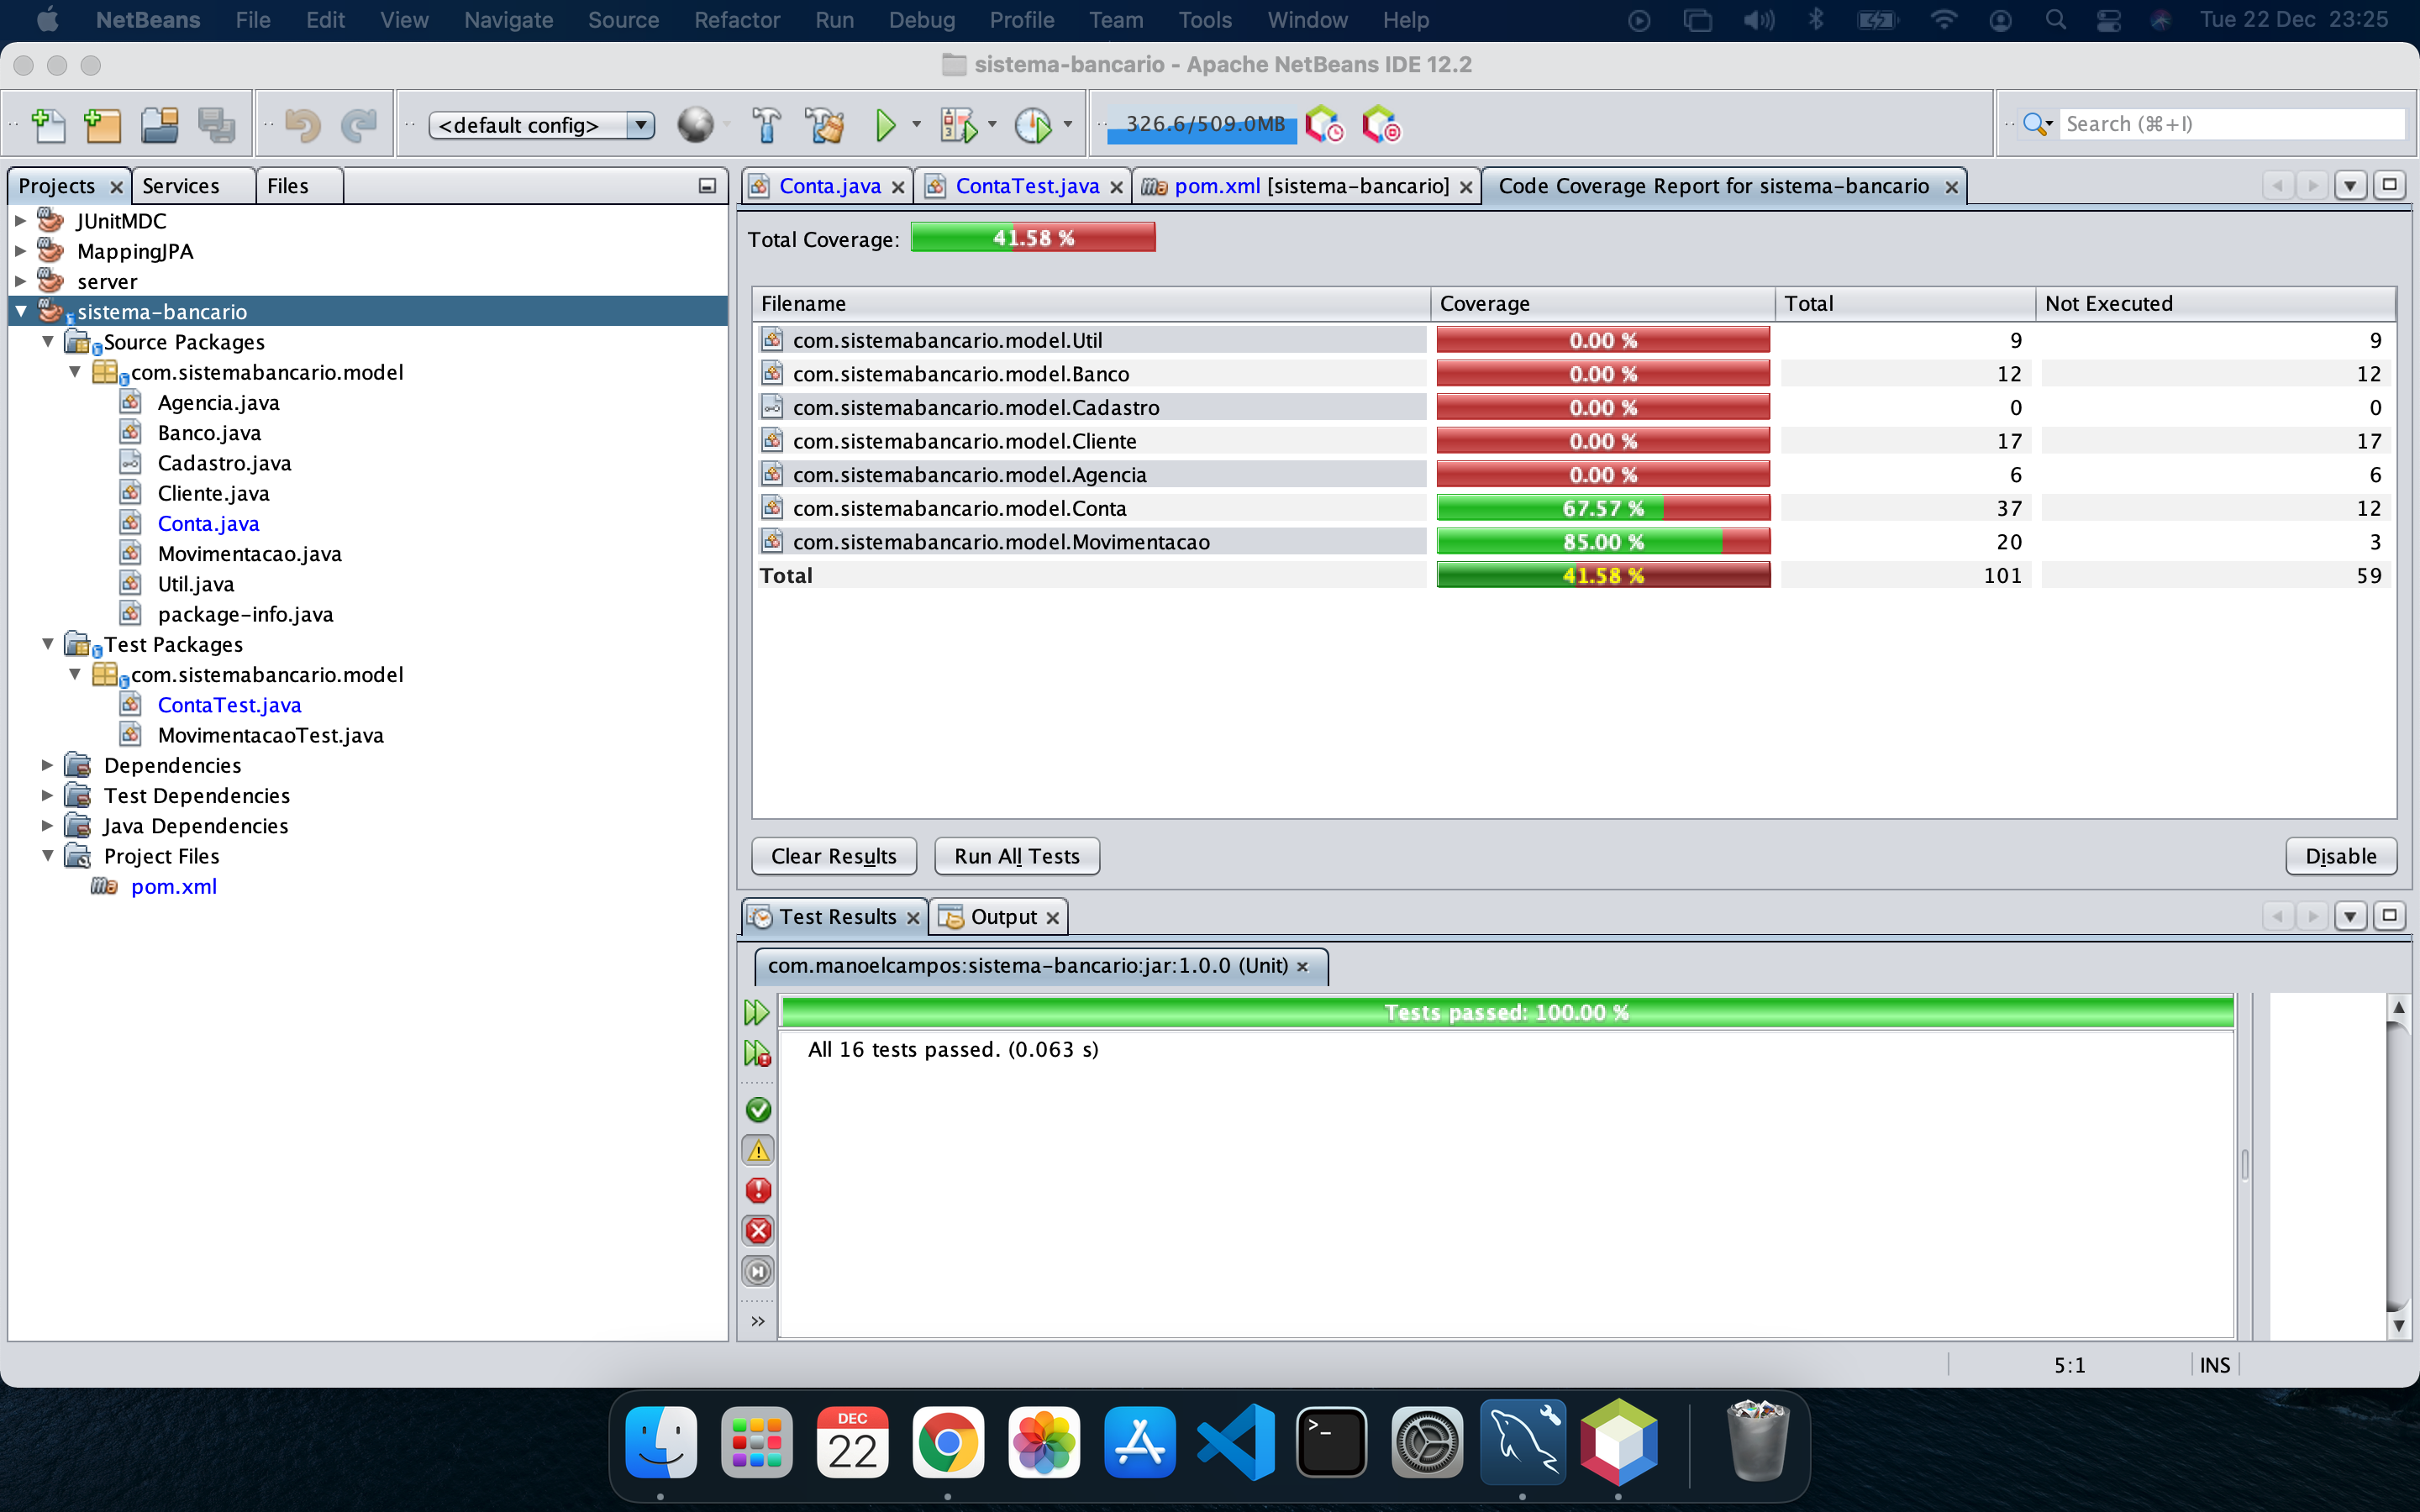 NetBeans File Edit View Navigate Source Refactor Run Debug Profile Team Tools Window Help Tue 22 Dec 23:25
sistema-bancario - Apache NetBeans IDE 12.2
<default config> 326.6/509.0MB Search (⌘+I)
Projects Services Files
JUnitMDC
MappingJPA
server
sistema-bancario
Source Packages
com.sistemabancario.model
Agencia.java
Banco.java
Cadastro.java
Cliente.java
Conta.java
Movimentacao.java
Util.java
package-info.java
Test Packages
com.sistemabancario.model
ContaTest.java
MovimentacaoTest.java
Dependencies
Test Dependencies
Java Dependencies
Project Files
pom.xml
Conta.java ContaTest.java pom.xml [sistema-bancario] Code Coverage Report for sistema-bancario
Total Coverage: 41.58 %
Filename Coverage Total Not Executed
com.sistemabancario.model.Util 0.00 % 9 9
com.sistemabancario.model.Banco 0.00 % 12 12
com.sistemabancario.model.Cadastro 0.00 % 0 0
com.sistemabancario.model.Cliente 0.00 % 17 17
com.sistemabancario.model.Agencia 0.00 % 6 6
com.sistemabancario.model.Conta 67.57 % 37 12
com.sistemabancario.model.Movimentacao 85.00 % 20 3
Total 41.58 % 101 59
Clear Results Run All Tests Disable
Test Results Output
com.manoelcampos:sistema-bancario:jar:1.0.0 (Unit)
Tests passed: 100.00 %
All 16 tests passed. (0.063 s)
5:1 INS
DEC
22